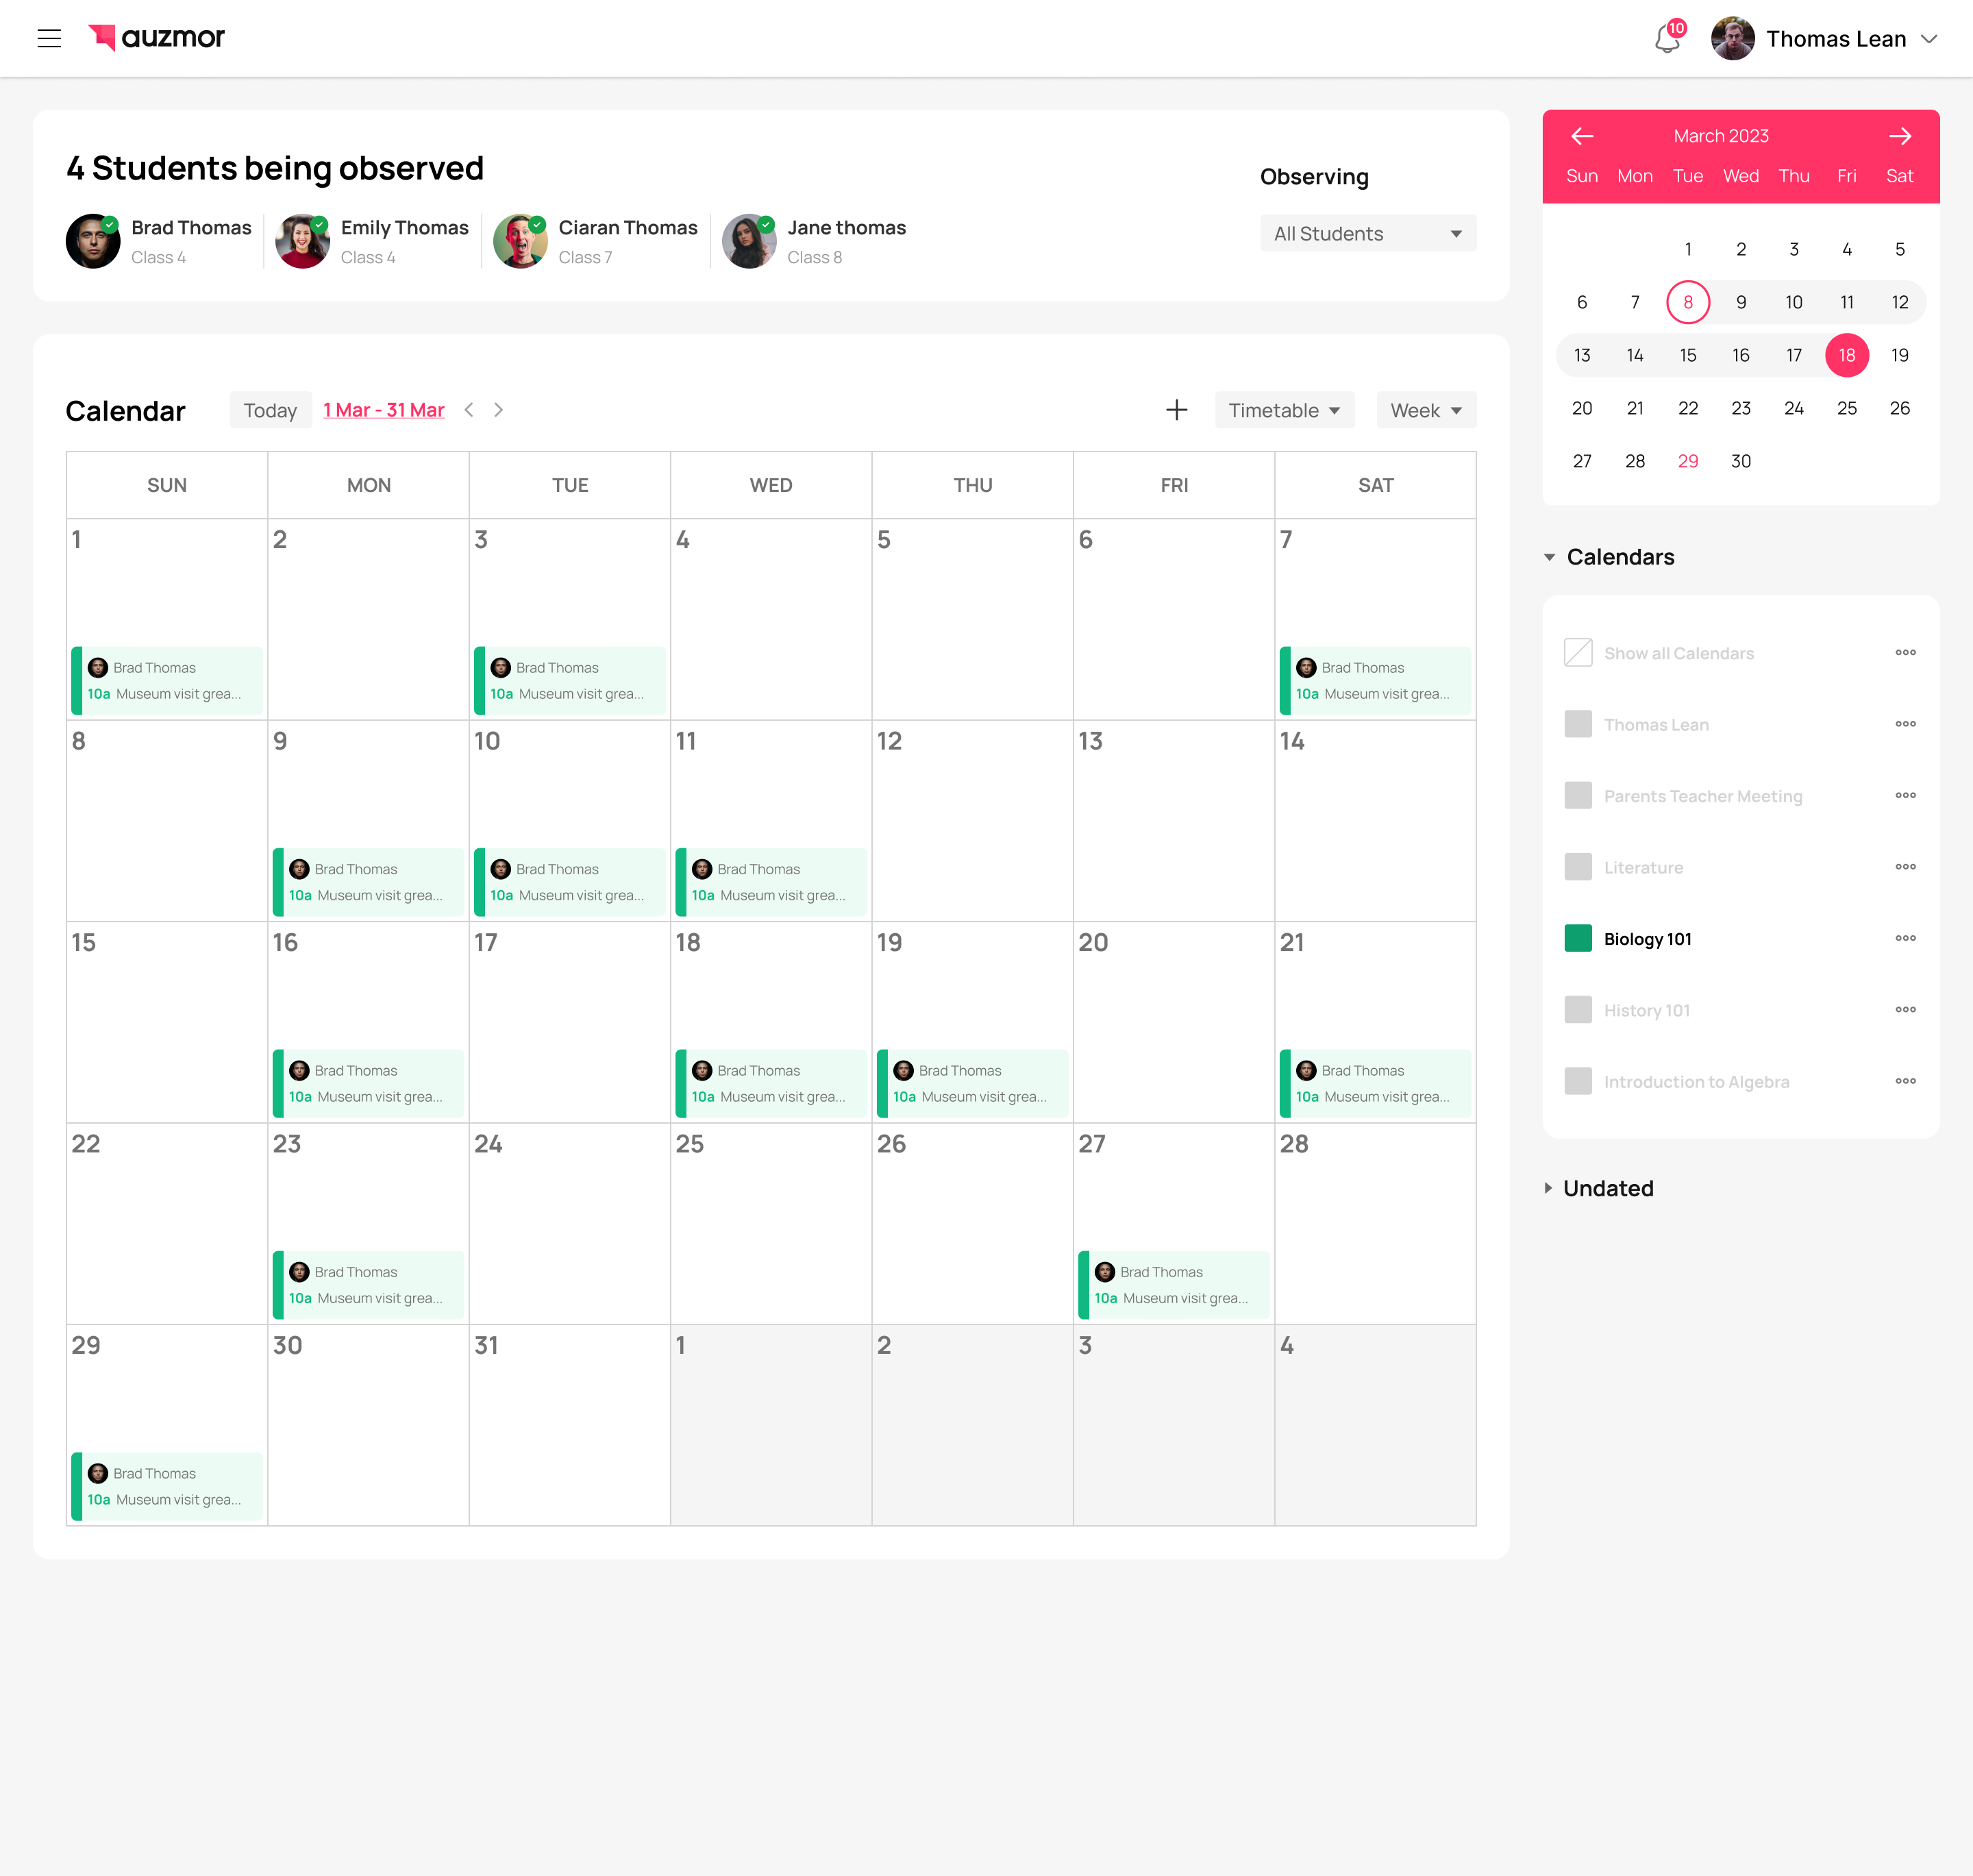 auzmor
10
Thomas Lean
4 Students being observed
Brad Thomas
Class 4
Emily Thomas
Class 4
Ciaran Thomas
Class 7
Jane thomas
Class 8
Observing
All Students
Calendar
Today
1 Mar - 31 Mar
Timetable
Week
SUN MON TUE WED THU FRI SAT
1 2 3 4 5 6 7
Brad Thomas
10a Museum visit grea...
Brad Thomas
10a Museum visit grea...
Brad Thomas
10a Museum visit grea...
8 9 10 11 12 13 14
Brad Thomas
10a Museum visit grea...
Brad Thomas
10a Museum visit grea...
Brad Thomas
10a Museum visit grea...
15 16 17 18 19 20 21
Brad Thomas
10a Museum visit grea...
Brad Thomas
10a Museum visit grea...
Brad Thomas
10a Museum visit grea...
Brad Thomas
10a Museum visit grea...
22 23 24 25 26 27 28
Brad Thomas
10a Museum visit grea...
Brad Thomas
10a Museum visit grea...
29 30 31 1 2 3 4
Brad Thomas
10a Museum visit grea...
March 2023
Sun Mon Tue Wed Thu Fri Sat
1 2 3 4 5
6 7 8 9 10 11 12
13 14 15 16 17 18 19
20 21 22 23 24 25 26
27 28 29 30
Calendars
Show all Calendars
Thomas Lean
Parents Teacher Meeting
Literature
Biology 101
History 101
Introduction to Algebra
Undated